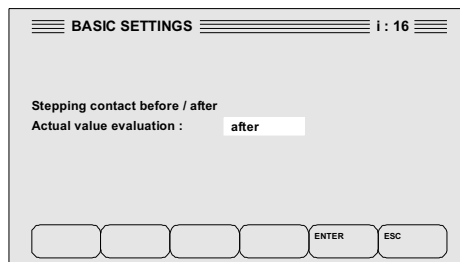 BASIC SETTINGS i : 16
Stepping contact before / after
Actual value evaluation : after
ENTER ESC